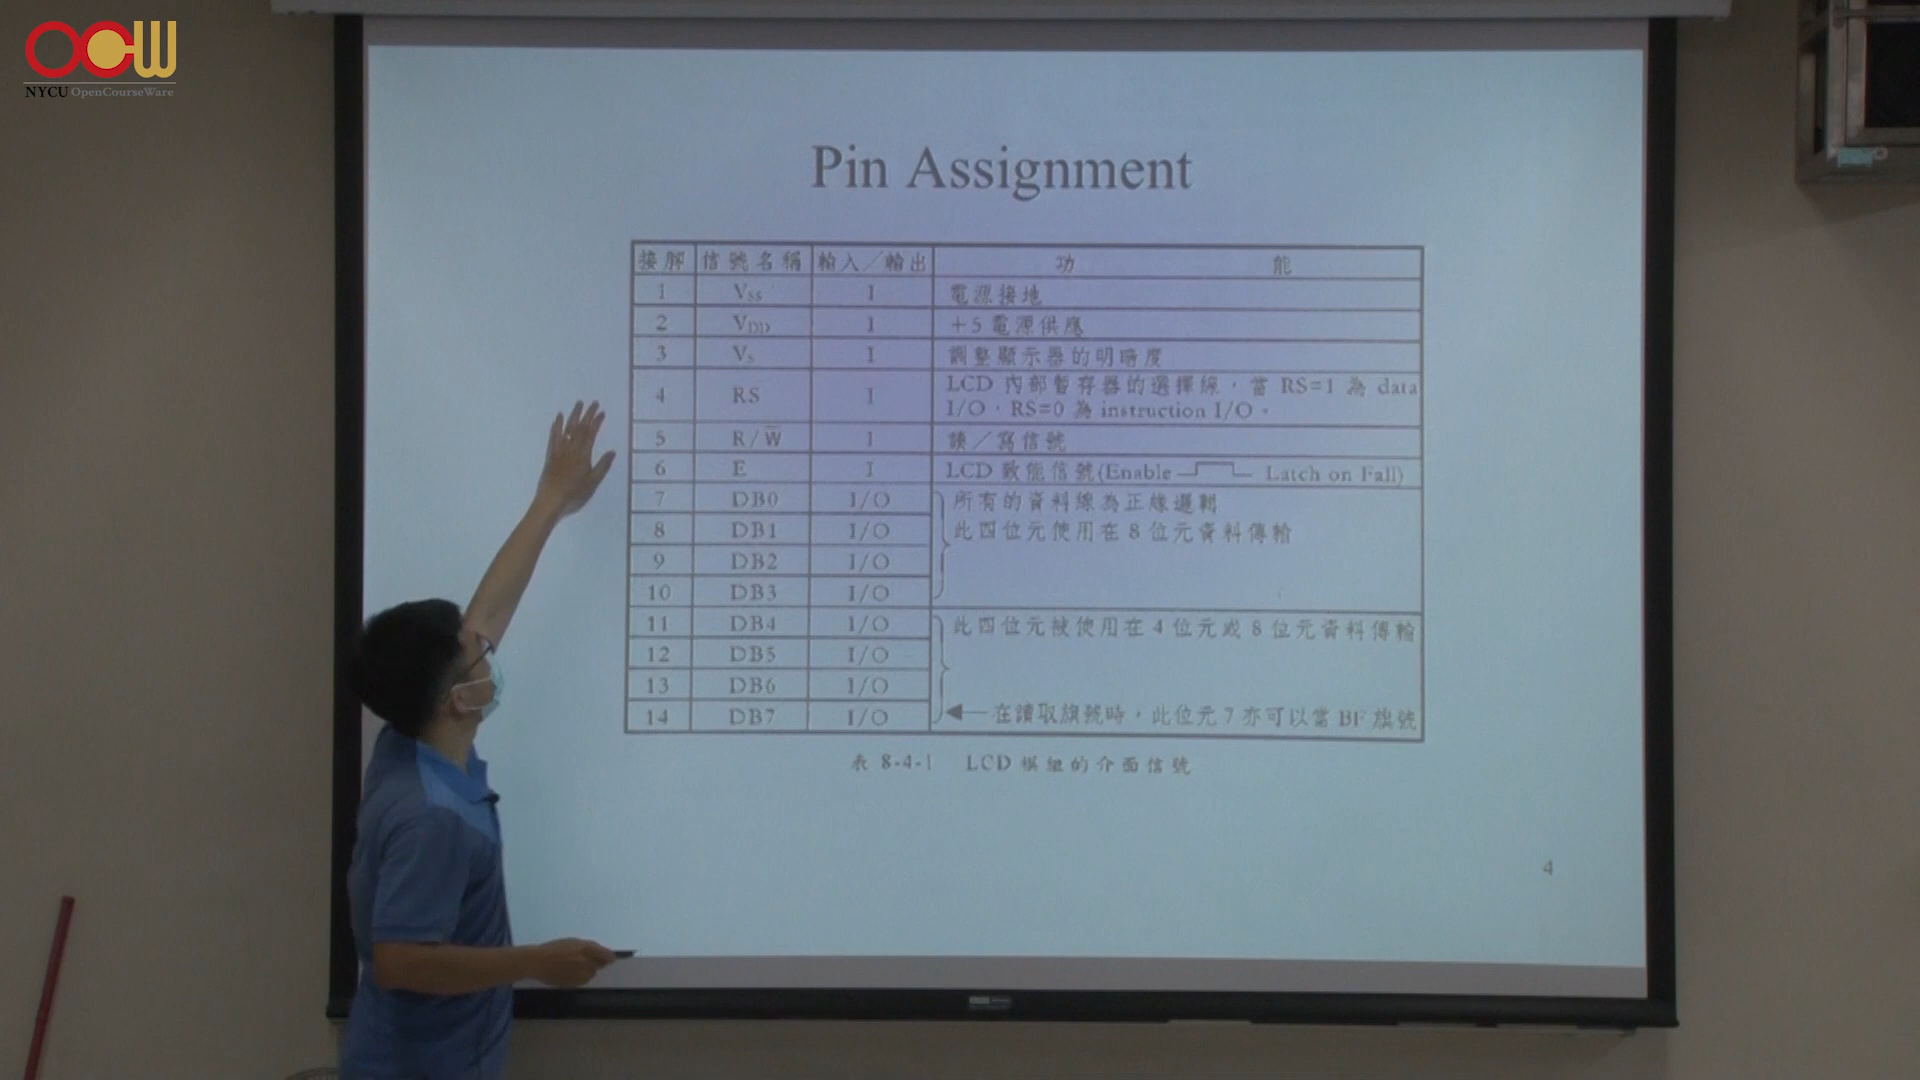 OCW
NYCU OpenCourseWare
Pin Assignment
接腳 信號名稱 輸入／輸出 功能
1 VSS I 電源接地
2 VDD I +5 電源供應
3 VS I 調整顯示器的明暗度
4 RS I LCD 內部暫存器的選擇線，當 RS=1 為 data
I/O，RS=0 為 instruction I/O。
5 R/W̅ I 讀／寫信號
6 E I LCD 致能信號(Enable Latch on Fall)
7 DB0 I/O 所有的資料線為正緣邏輯
8 DB1 I/O 此四位元使用在 8 位元資料傳輸
9 DB2 I/O
10 DB3 I/O
11 DB4 I/O 此四位元被使用在 4 位元或 8 位元資料傳輸
12 DB5 I/O
13 DB6 I/O
14 DB7 I/O 在讀取旗號時，此位元 7 亦可以當 BF 旗號
表 8-4-1 LCD 模組的介面信號
4